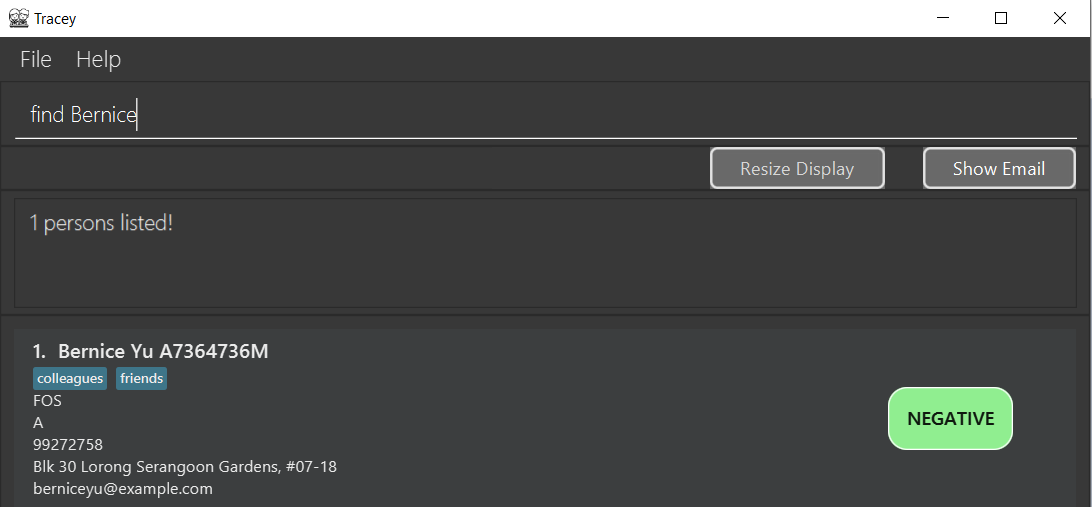 Tracey
File Help
find Bernice
Resize Display Show Email
1 persons listed!
1. Bernice Yu A7364736M
colleagues friends
FOS
A
NEGATIVE
99272758
Blk 30 Lorong Serangoon Gardens, #07-18
berniceyu@example.com